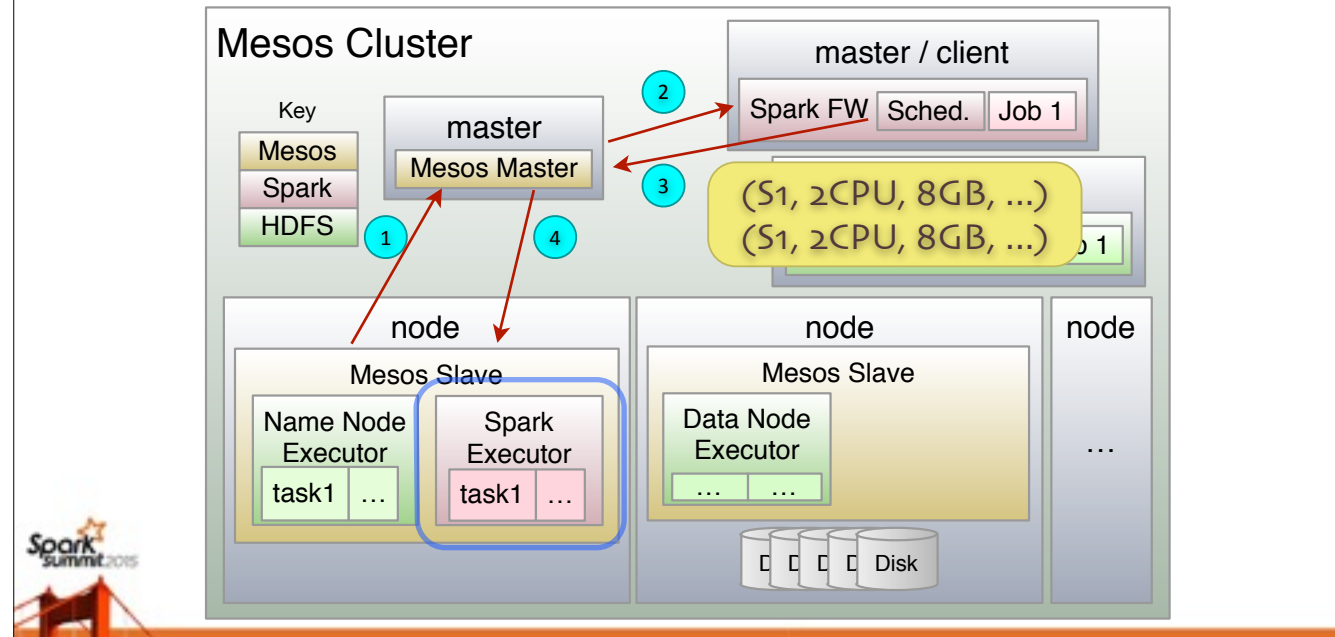 Mesos Cluster
master / client
Spark FW
Sched.
Job 1
2
Key
Mesos
Spark
HDFS
master
Mesos Master
3
(S1, 2CPU, 8GB, ...)
(S1, 2CPU, 8GB, ...)
1
1
4
node
Mesos Slave
Name Node
Executor
task1
...
Spark
Executor
task1
...
node
Mesos Slave
Data Node
Executor
...
...
Disk
node
...
Spark
summit2015